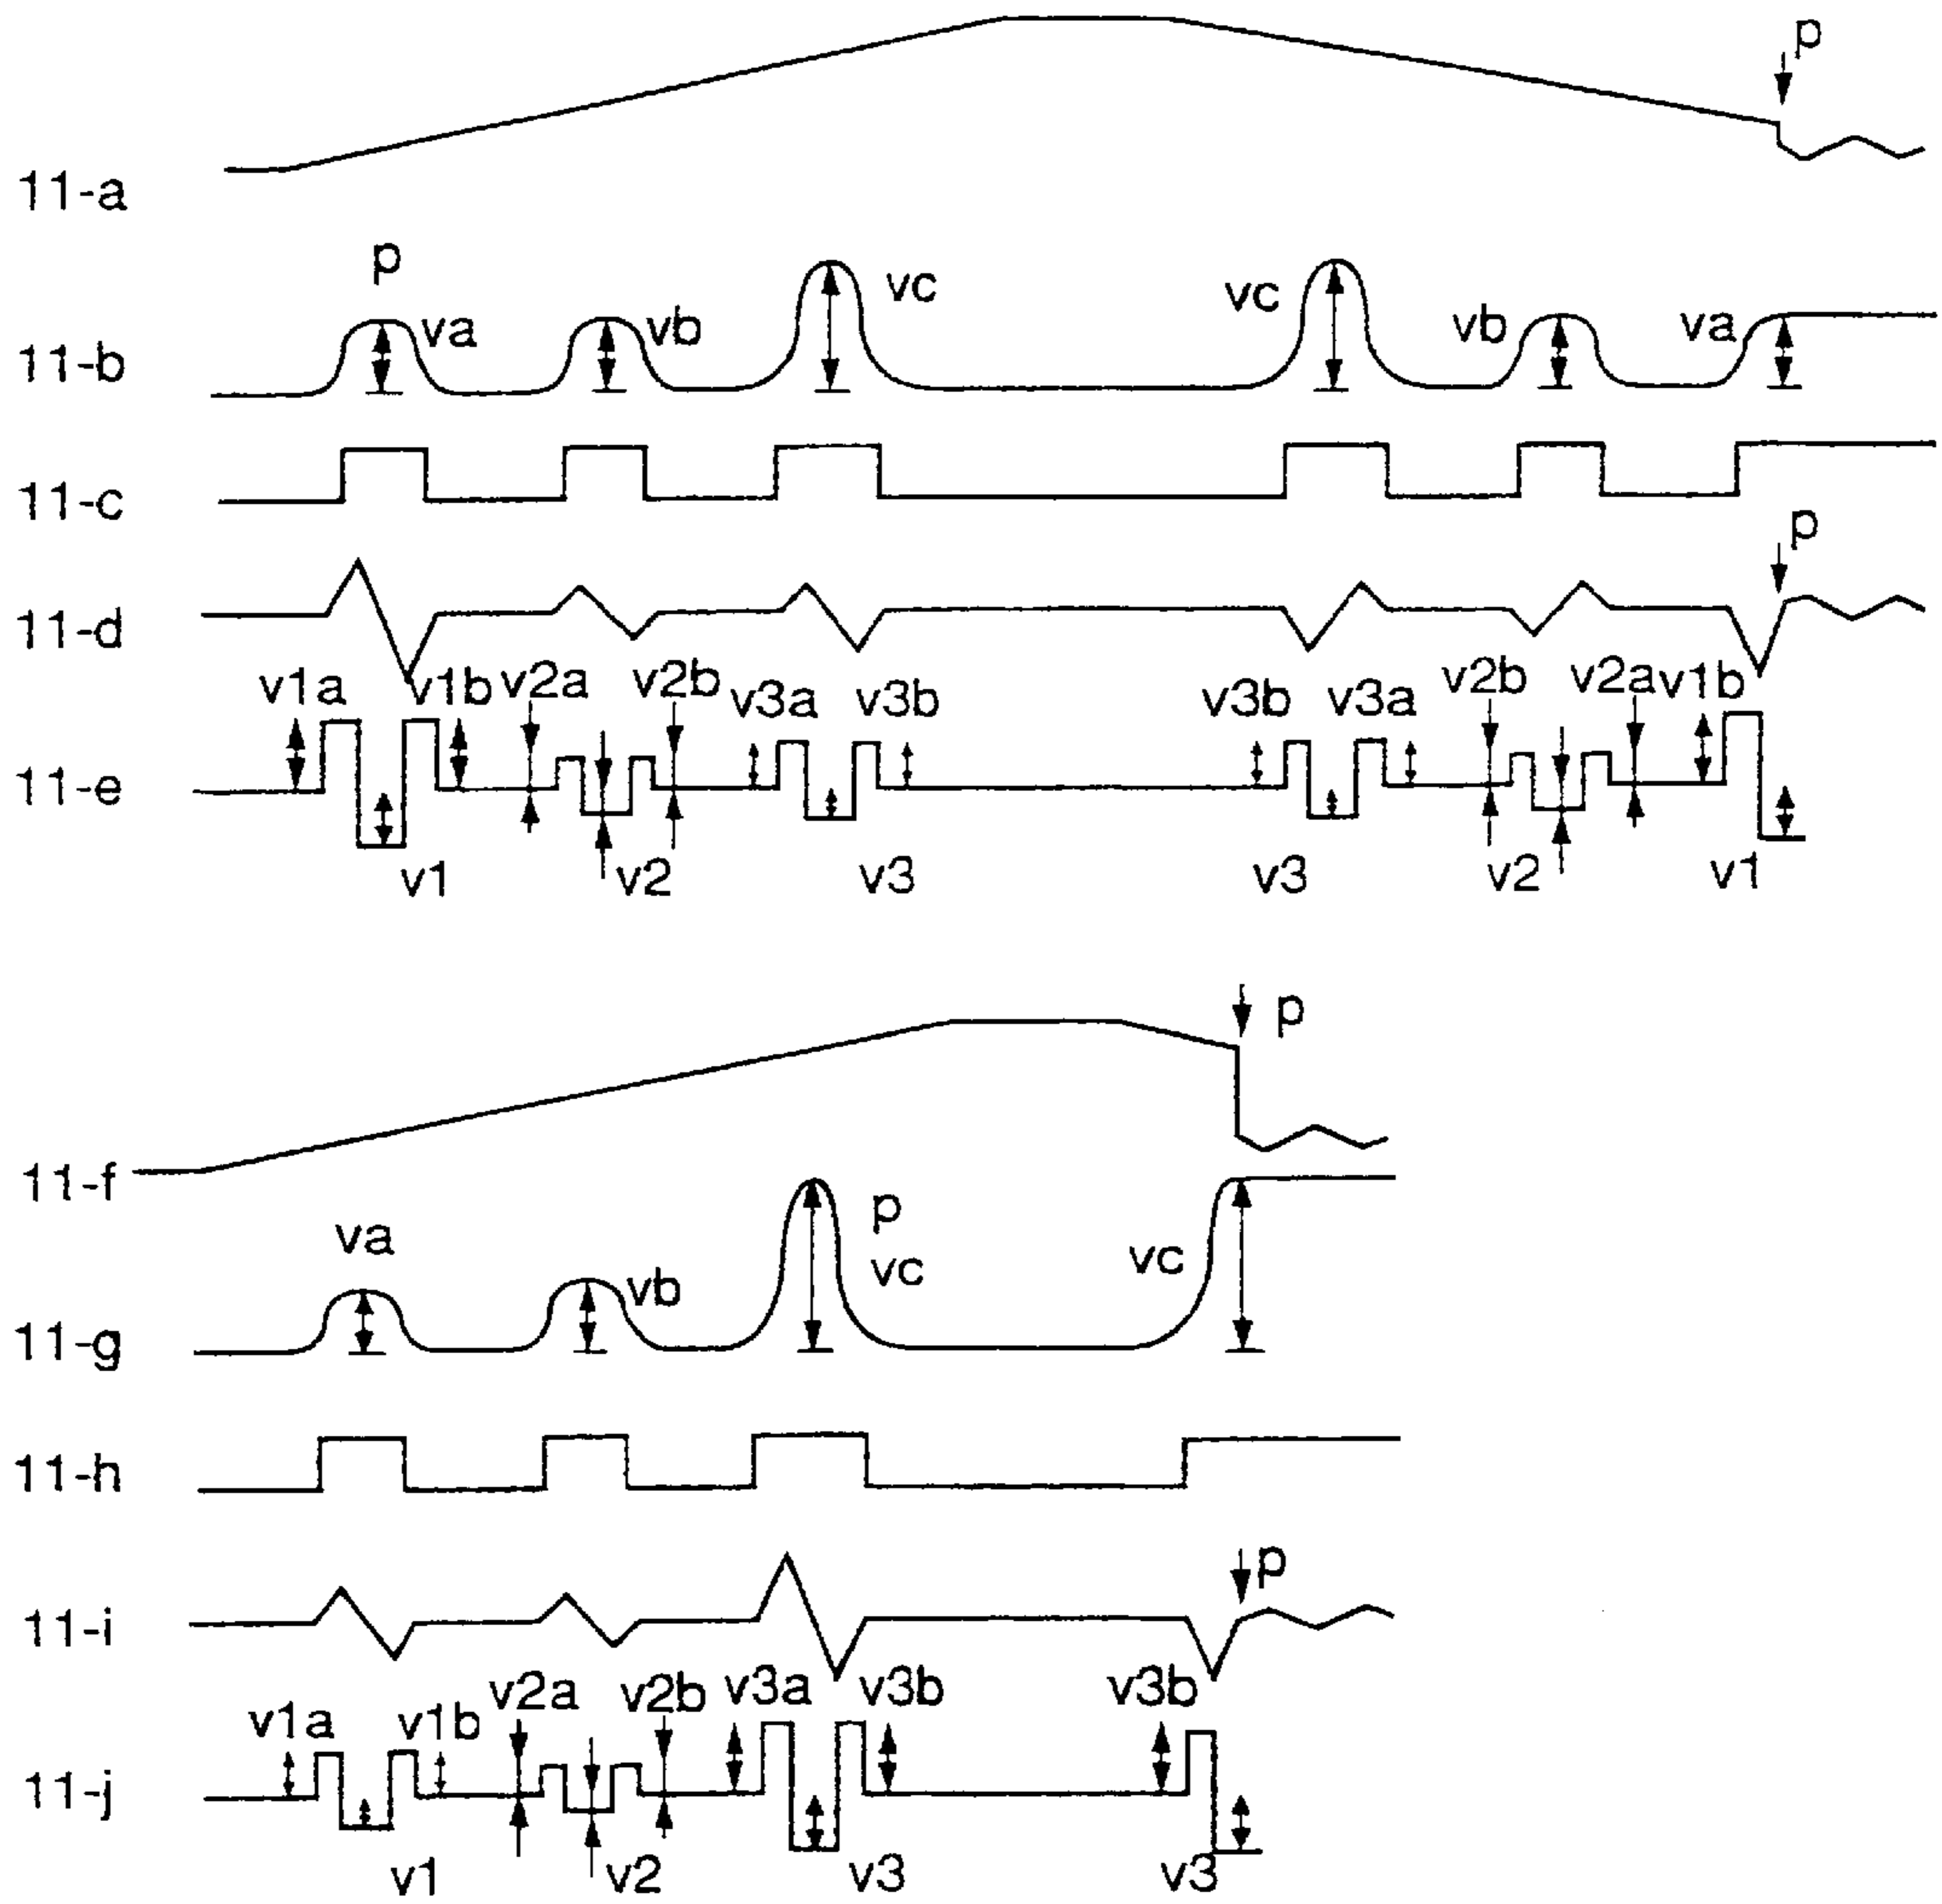 p
11-a
p
va
vb
vc
vc
vb
va
11-b
11-c
p
11-d
v1a
v1b
v2a
v2b
v3a
v3b
v3b
v3a
v2b
v2a
v1b
11-e
v1
v2
v3
v3
v2
v1
p
11-f
va
vb
p
vc
vc
11-g
11-h
p
11-i
v1a
v1b
v2a
v2b
v3a
v3b
v3b
11-j
v1
v2
v3
v3